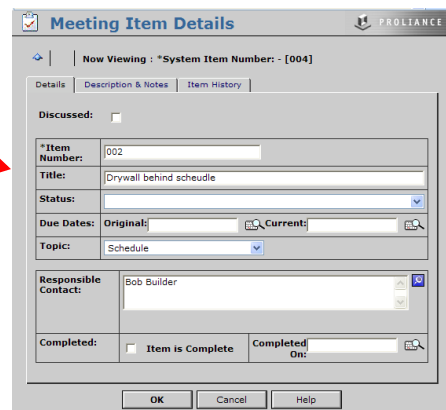 Meeting Item Details
PROLIANCE
Now Viewing : *System Item Number: - [004]
Details Description & Notes Item History
Discussed:
*Item Number: 002
Title: Drywall behind scheudle
Status:
Due Dates: Original: Current:
Topic: Schedule
Responsible Contact: Bob Builder
Completed: Item is Complete Completed On:
OK Cancel Help